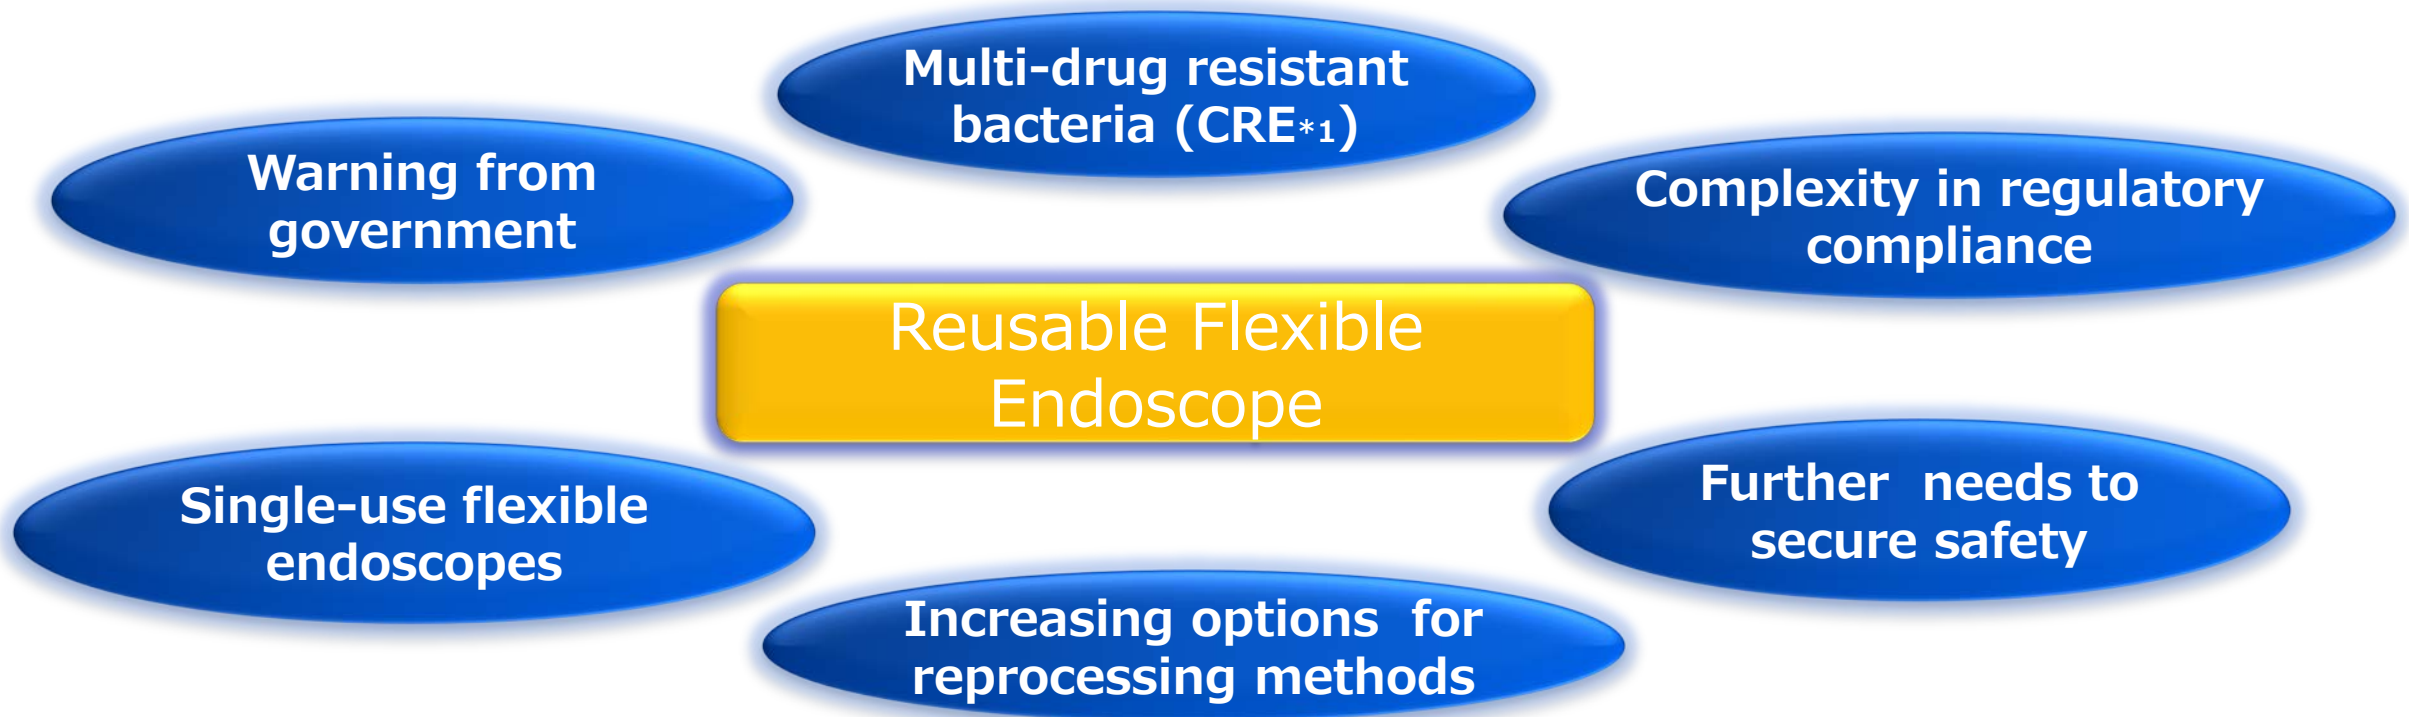 Multi-drug resistant
bacteria (CRE*1)
Warning from
government
Complexity in regulatory
compliance
Reusable Flexible
Endoscope
Single-use flexible
endoscopes
Further  needs to
secure safety
Increasing options  for
reprocessing methods